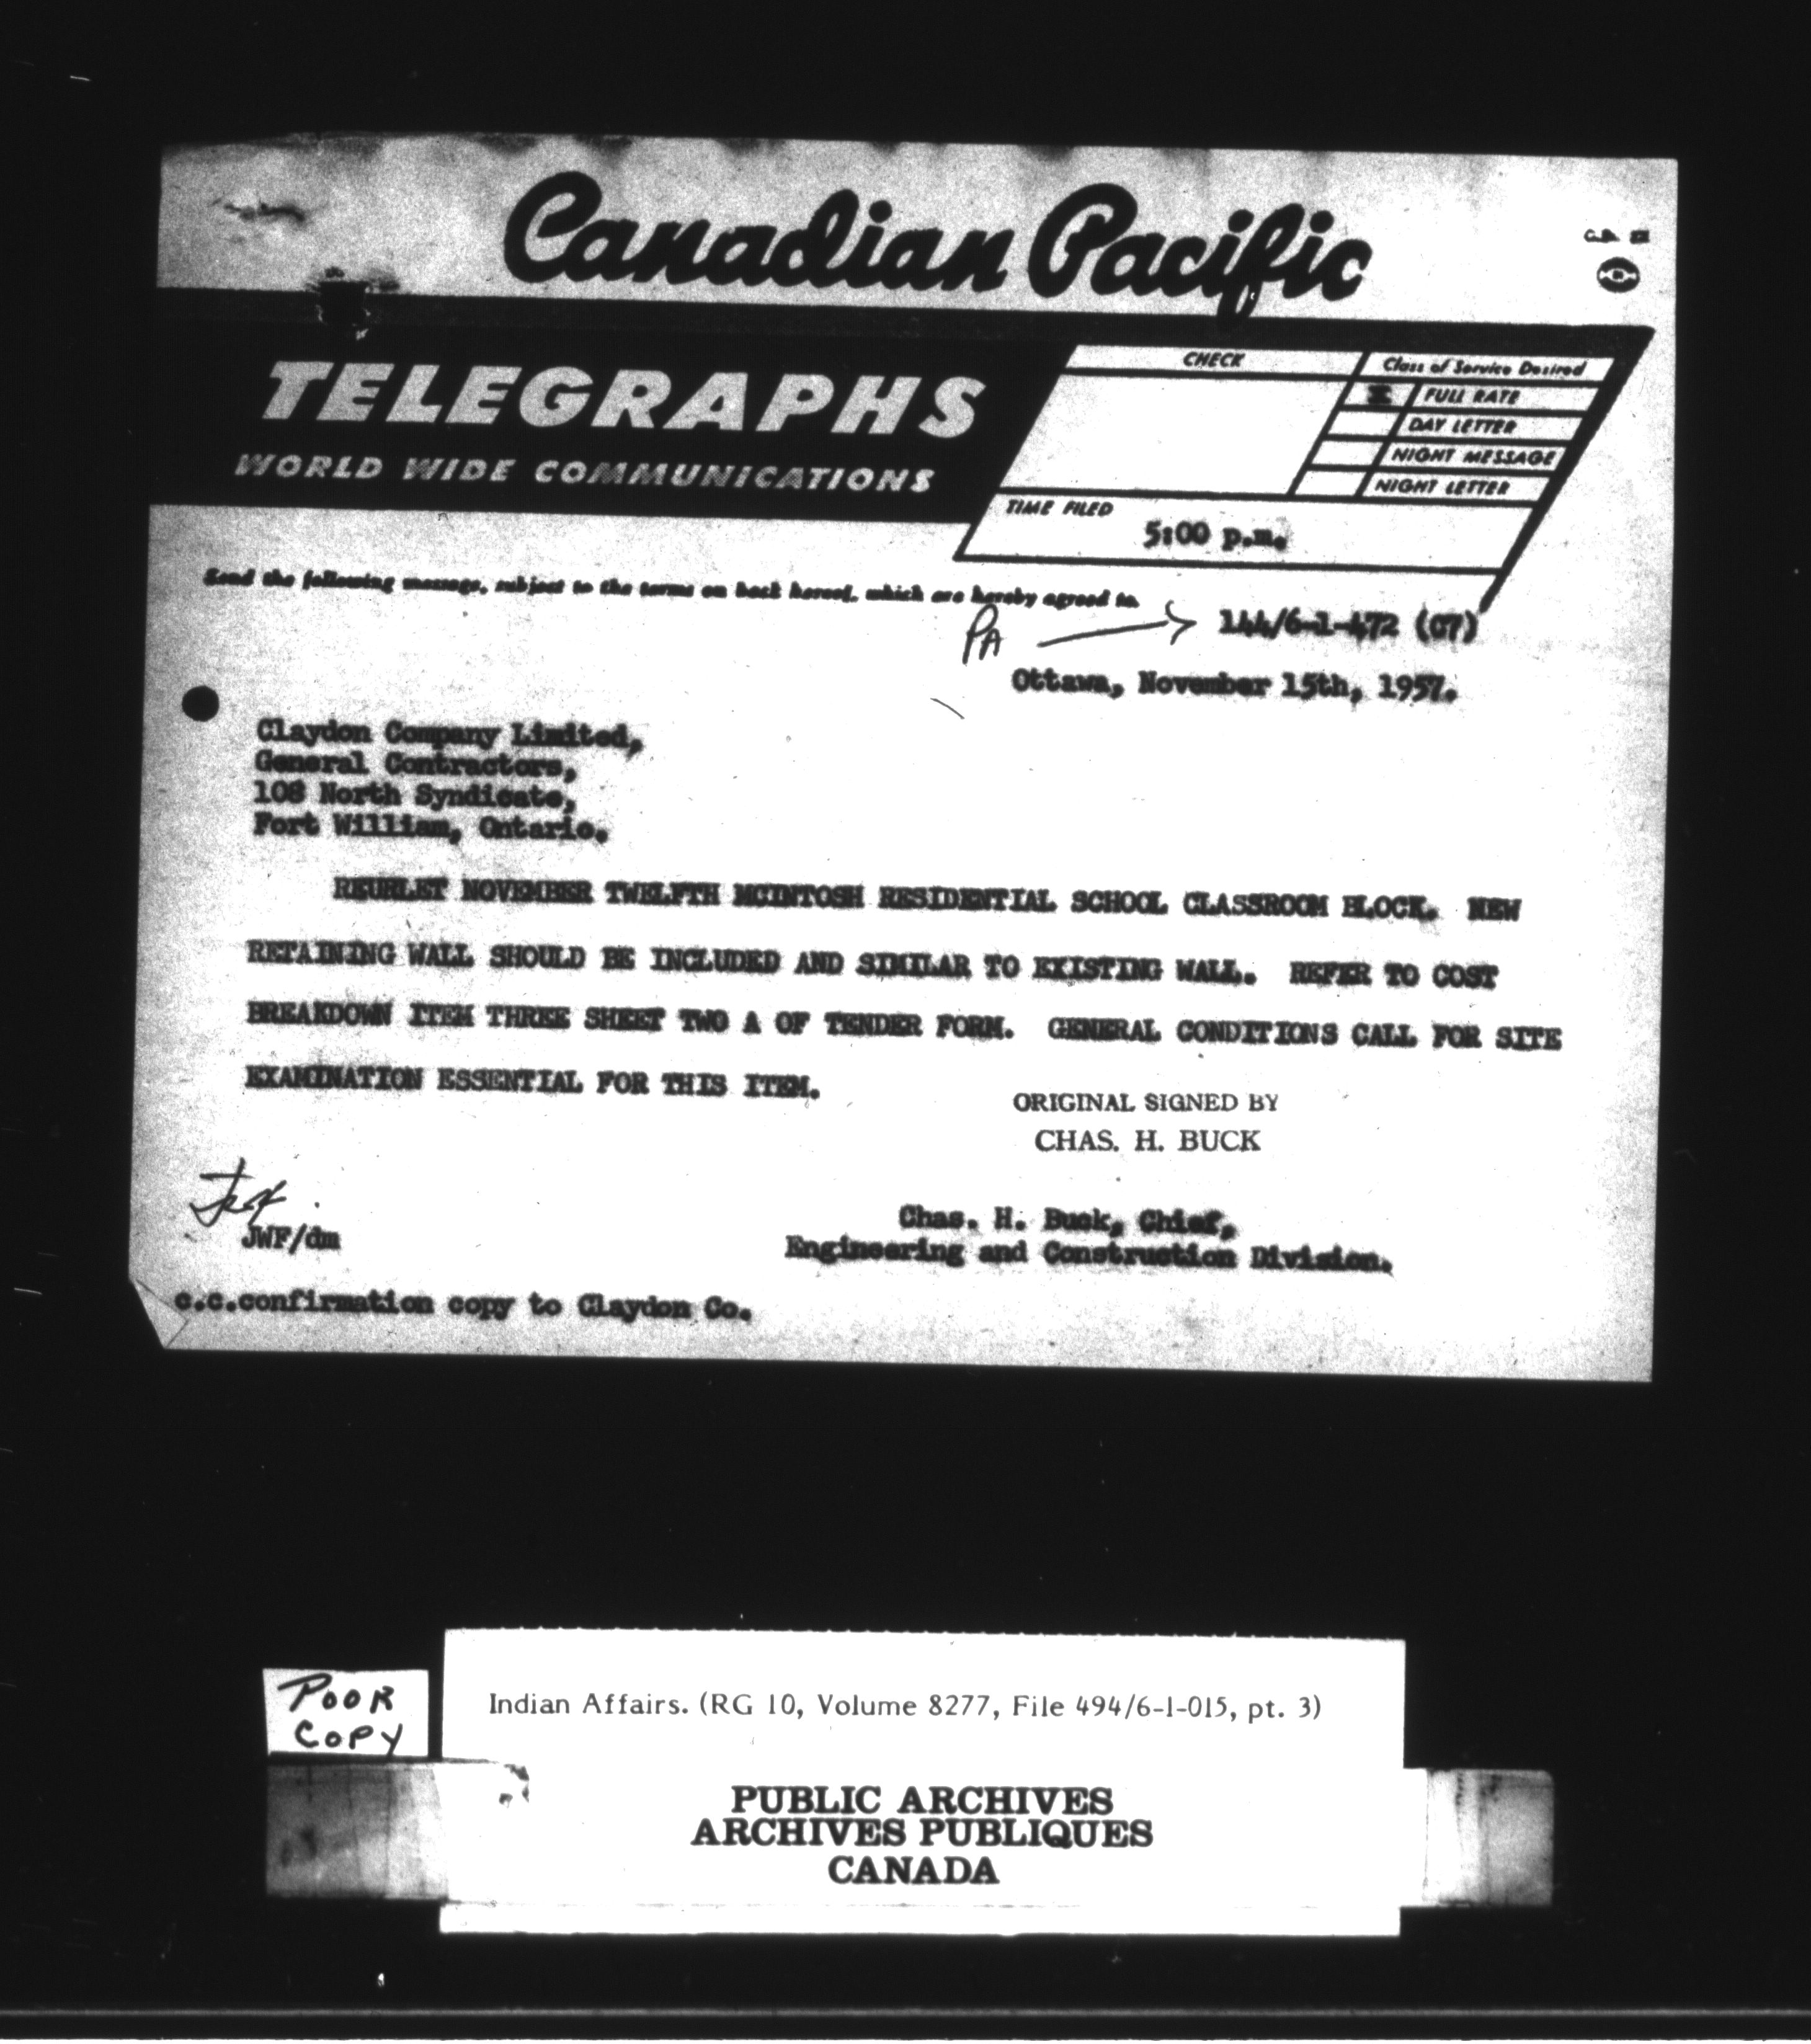 Canadian Pacific
TELEGRAPHS
WORLD WIDE COMMUNICATIONS
CHECK
Class of Service Desired
FULL RATE
DAY LETTER
NIGHT MESSAGE
NIGHT LETTER
TIME FILED
5:00 p.m.
Send the following message, subject to the terms on back hereof, which are hereby agreed to.
PA
144/6-1-472 (C7)
Ottawa, November 15th, 1957.
Claydon Company Limited,
General Contractors,
108 North Syndicate,
Fort William, Ontario.
REURLET NOVEMBER TWELFTH MCINTOSH RESIDENTIAL SCHOOL CLASSROOM BLOCK. NEW
RETAINING WALL SHOULD BE INCLUDED AND SIMILAR TO EXISTING WALL. REFER TO COST
BREAKDOWN ITEM THREE SHEET TWO A OF TENDER FORM. GENERAL CONDITIONS CALL FOR SITE
EXAMINATION ESSENTIAL FOR THIS ITEM.
ORIGINAL SIGNED BY
CHAS. H. BUCK
JWF/dm
Chas. H. Buck, Chief,
Engineering and Construction Division.
c.c.confirmation copy to Claydon Co.
POOR
COPY
Indian Affairs. (RG 10, Volume 8277, File 494/6-1-015, pt. 3)
PUBLIC ARCHIVES
ARCHIVES PUBLIQUES
CANADA